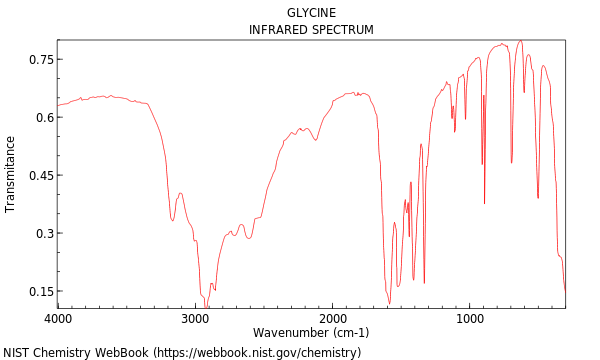 GLYCINE
INFRARED SPECTRUM
0.75
0.6
0.45
0.3
0.15
Transmitance
4000 3000 2000 1000
Wavenumber (cm-1)
NIST Chemistry WebBook (https://webbook.nist.gov/chemistry)